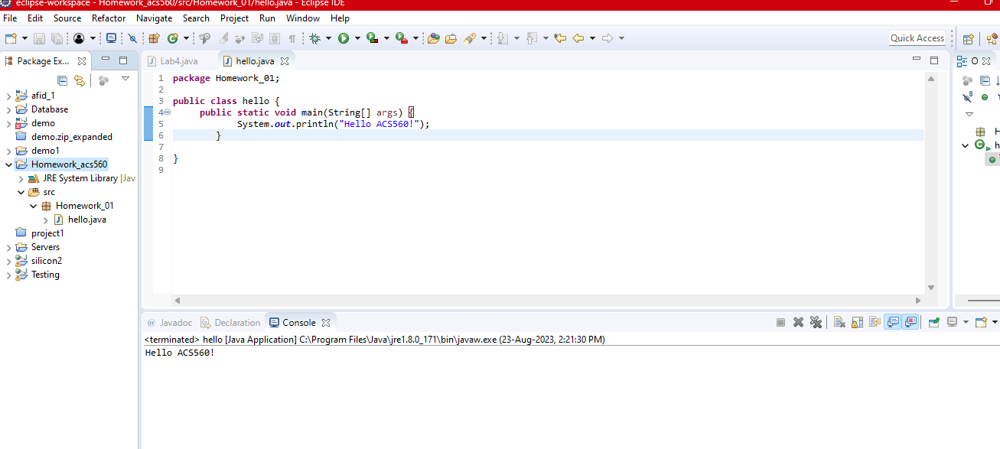 eclipse-workspace - Homework_acs560/src/Homework_01/hello.java - Eclipse IDE
File Edit Source Refactor Navigate Search Project Run Window Help
Quick Access
Package Ex...
afid_1
Database
demo
demo.zip_expanded
demo1
Homework_acs560
JRE System Library [Jav
src
Homework_01
hello.java
project1
Servers
silicon2
Testing
Lab4.java hello.java
1 package Homework_01;
2
3 public class hello {
4 public static void main(String[] args) {
5 System.out.println("Hello ACS560!");
6 }
7
8 }
9
O
H
h
@ Javadoc Declaration Console
<terminated> hello [Java Application] C:\Program Files\Java\jre1.8.0_171\bin\javaw.exe (23-Aug-2023, 2:21:30 PM)
Hello ACS560!